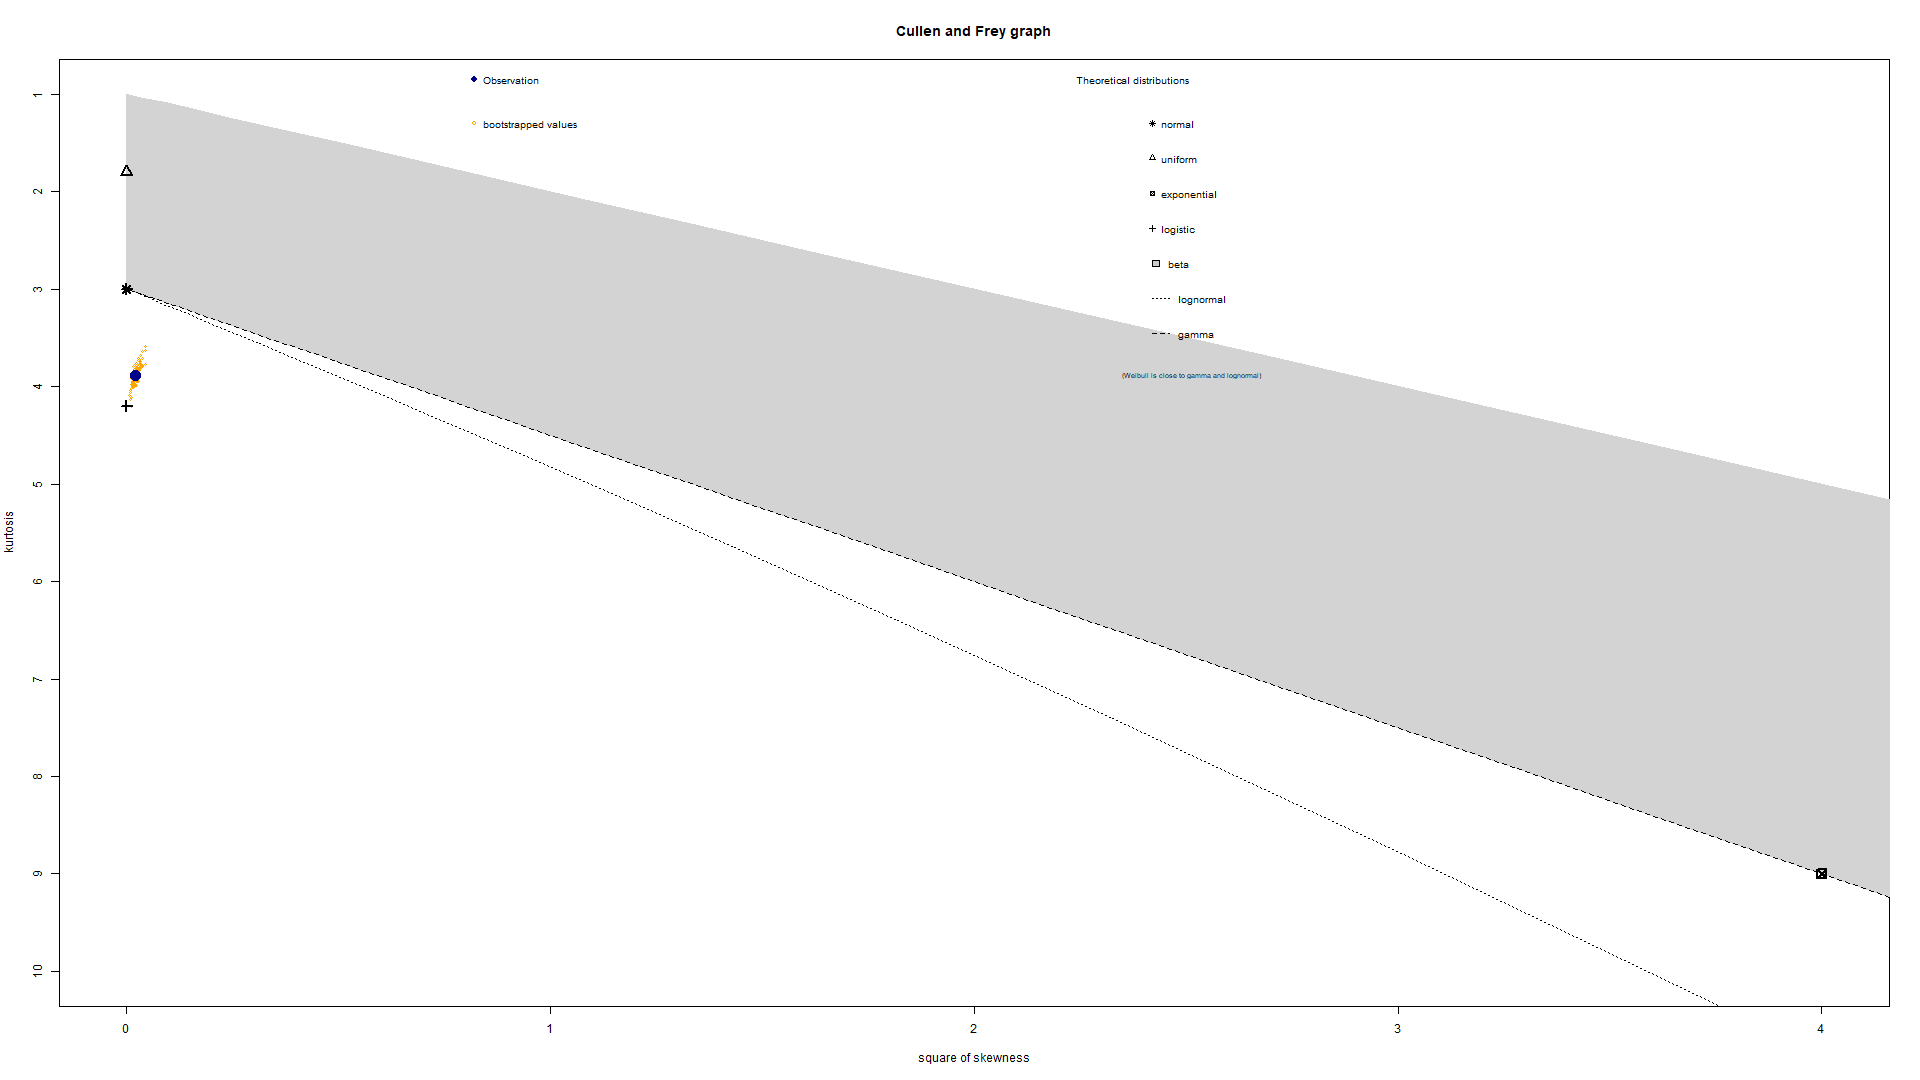 Cullen and Frey graph
Observation
bootstrapped values
Theoretical distributions
normal
uniform
exponential
logistic
beta
lognormal
gamma
(Weibull is close to gamma and lognormal)
kurtosis
1
2
3
4
5
6
7
8
9
10
0
1
2
3
4
square of skewness